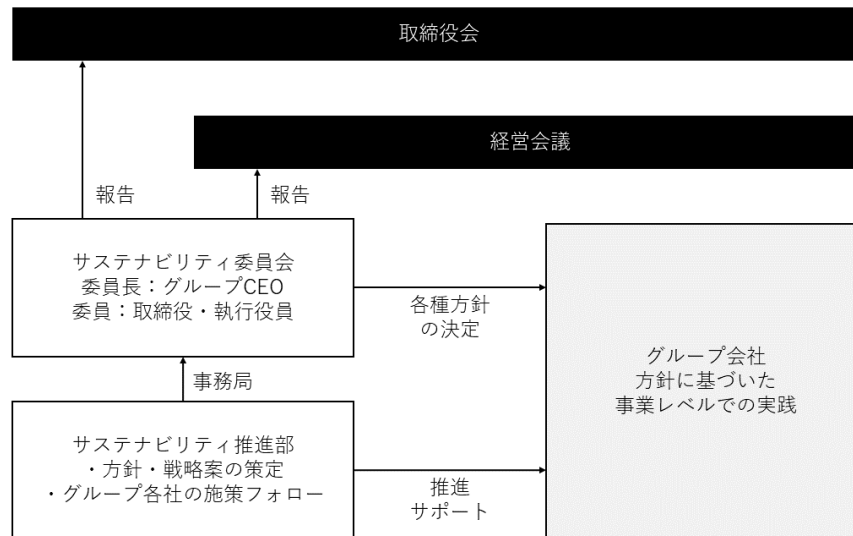 取締役会
経営会議
報告
報告
サステナビリティ委員会
委員長：グループCEO
委員：取締役・執行役員
各種方針
の決定
グループ会社
方針に基づいた
事業レベルでの実践
事務局
サステナビリティ推進部
・方針・戦略案の策定
・グループ各社の施策フォロー
推進
サポート